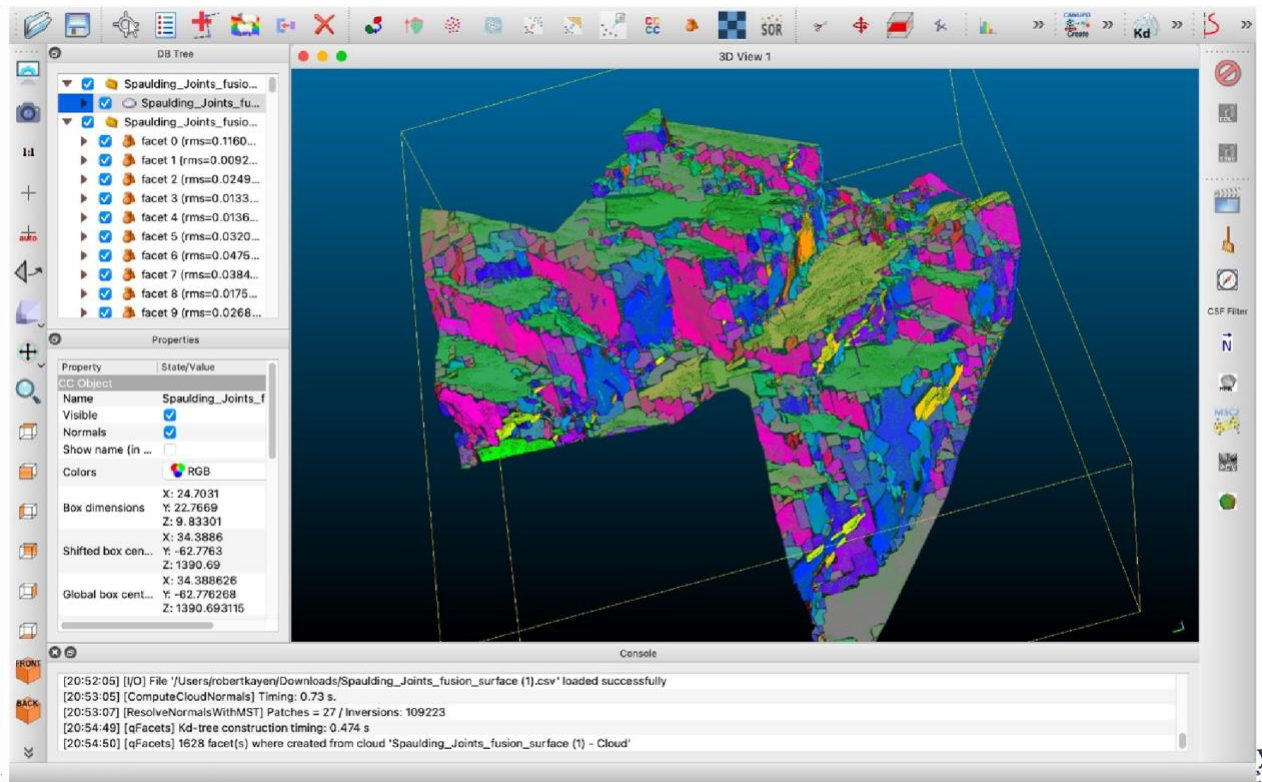 SOR
CANUPO
Create
Kd
DB Tree
3D View 1
Spaulding_Joints_fusio...
Spaulding_Joints_fu...
Spaulding_Joints_fusio...
facet 0 (rms=0.1160...
facet 1 (rms=0.0092...
facet 2 (rms=0.0249...
facet 3 (rms=0.0133...
facet 4 (rms=0.0136...
facet 5 (rms=0.0320...
facet 6 (rms=0.0475...
facet 7 (rms=0.0384...
facet 8 (rms=0.0175...
facet 9 (rms=0.0268...
1:1
auto
Properties
Property State/Value
CC Object
Name Spaulding_Joints_f
Visible
Normals
Show name (in ...
Colors RGB
Box dimensions X: 24.7031
Y: 22.7669
Z: 9.83301
Shifted box cen... X: 34.3886
Y: -62.7763
Z: 1390.69
Global box cent... X: 34.388626
Y: -62.776268
Z: 1390.693115
CSF Filter
N
M3C2
FRONT
BACK
Console
[20:52:05] [I/O] File '/Users/robertkayen/Downloads/Spaulding_Joints_fusion_surface (1).csv' loaded successfully
[20:53:05] [ComputeCloudNormals] Timing: 0.73 s.
[20:53:07] [ResolveNormalsWithMST] Patches = 27 / Inversions: 109223
[20:54:49] [qFacets] Kd-tree construction timing: 0.474 s
[20:54:50] [qFacets] 1628 facet(s) where created from cloud 'Spaulding_Joints_fusion_surface (1) - Cloud'